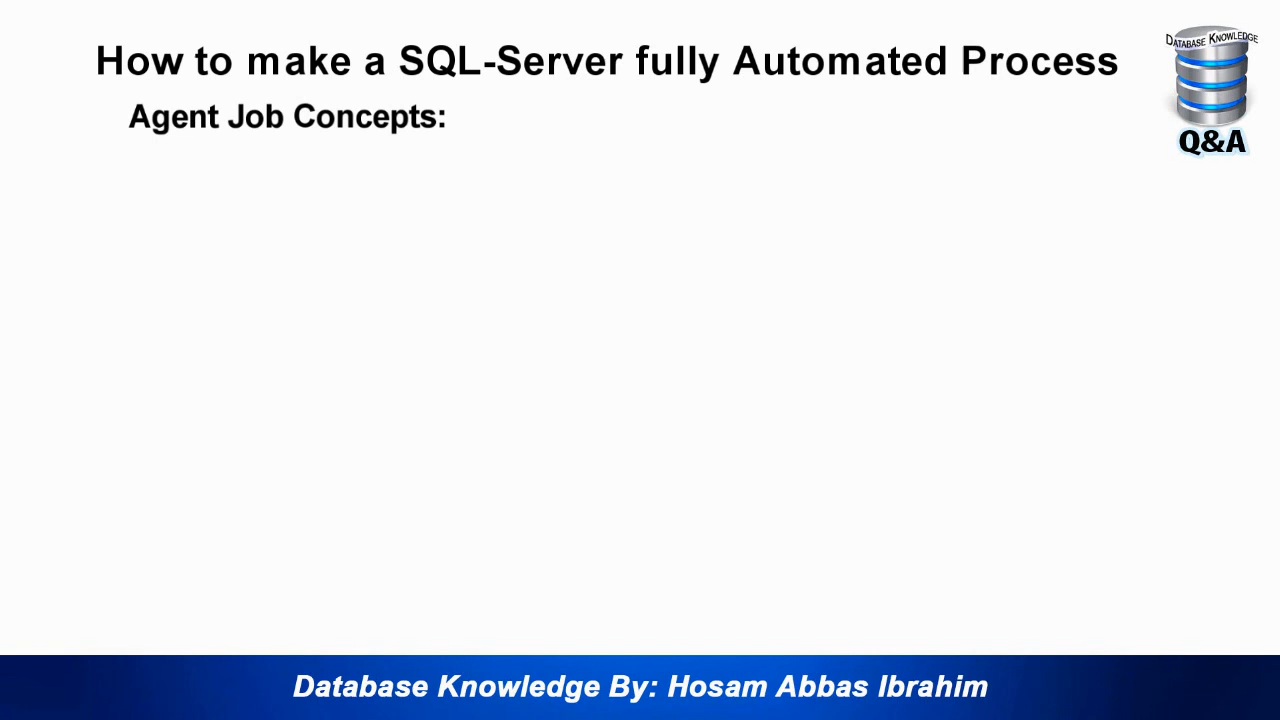 How to make a SQL-Server fully Automated Process
DATABASE KNOWLEDGE
Agent Job Concepts:
Q&A
Database Knowledge By: Hosam Abbas Ibrahim